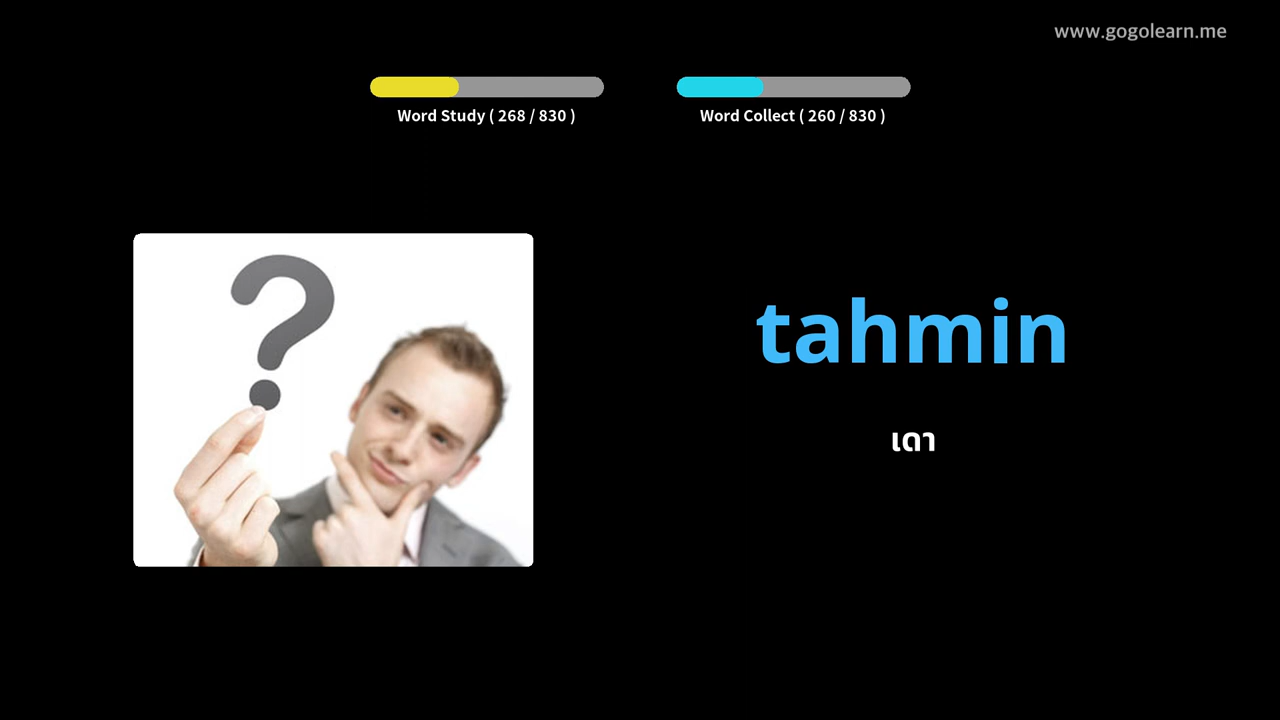 www.gogolearn.me
Word Study ( 268 / 830 )
Word Collect ( 260 / 830 )
?
tahmin
เดา